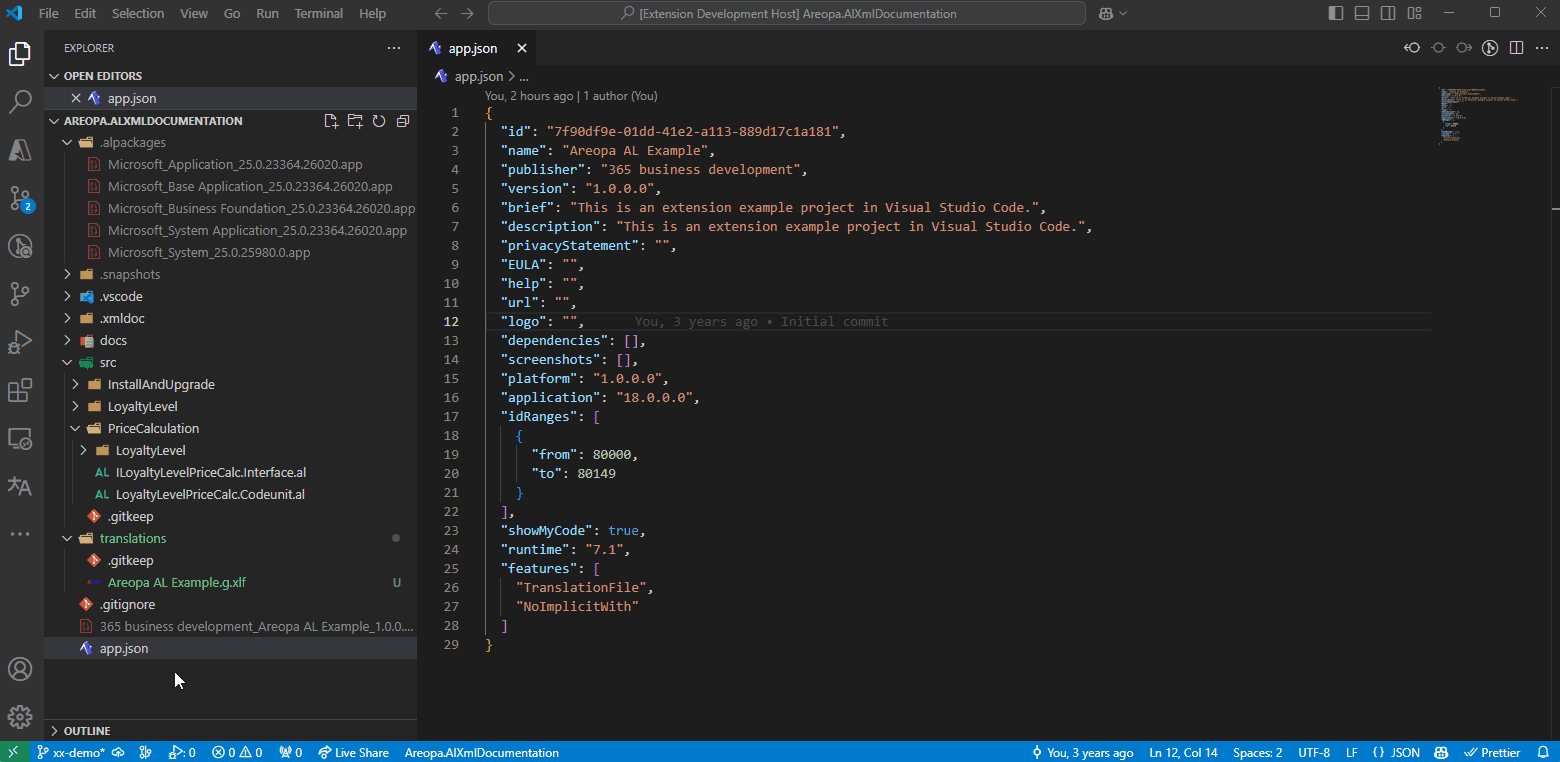 File Edit Selection View Go Run Terminal Help
[Extension Development Host] Areopa.AlXmlDocumentation
EXPLORER
OPEN EDITORS
app.json
AREOPA.ALXMLDOCUMENTATION
.alpackages
Microsoft_Application_25.0.23364.26020.app
Microsoft_Base Application_25.0.23364.26020.app
Microsoft_Business Foundation_25.0.23364.26020.app
Microsoft_System Application_25.0.23364.26020.app
Microsoft_System_25.0.25980.0.app
.snapshots
.vscode
.xmldoc
docs
src
InstallAndUpgrade
LoyaltyLevel
PriceCalculation
LoyaltyLevel
AL ILoyaltyLevelPriceCalc.Interface.al
AL LoyaltyLevelPriceCalc.Codeunit.al
.gitkeep
translations
.gitkeep
Areopa AL Example.g.xlf U
.gitignore
365 business development_Areopa AL Example_1.0.0....
app.json
OUTLINE
2
app.json
app.json > ...
You, 2 hours ago | 1 author (You)
1 {
2 "id": "7f90df9e-01dd-41e2-a113-889d17c1a181",
3 "name": "Areopa AL Example",
4 "publisher": "365 business development",
5 "version": "1.0.0.0",
6 "brief": "This is an extension example project in Visual Studio Code.",
7 "description": "This is an extension example project in Visual Studio Code.",
8 "privacyStatement": "",
9 "EULA": "",
10 "help": "",
11 "url": "",
12 "logo": "", You, 3 years ago • Initial commit
13 "dependencies": [],
14 "screenshots": [],
15 "platform": "1.0.0.0",
16 "application": "18.0.0.0",
17 "idRanges": [
18 {
19 "from": 80000,
20 "to": 80149
21 }
22 ],
23 "showMyCode": true,
24 "runtime": "7.1",
25 "features": [
26 "TranslationFile",
27 "NoImplicitWith"
28 ]
29 }
xx-demo* 0 0 0 0 Live Share Areopa.AlXmlDocumentation You, 3 years ago Ln 12, Col 14 Spaces: 2 UTF-8 LF {} JSON Prettier